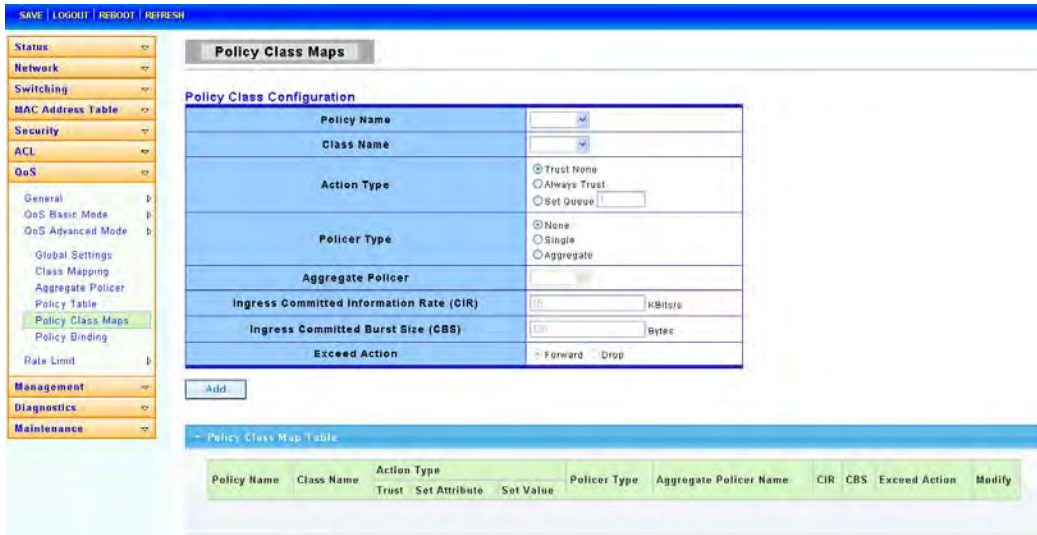 SAVE | LOGOUT | REBOOT | REFRESH
Status
Network
Switching
MAC Address Table
Security
ACL
QoS
General
QoS Basic Mode
QoS Advanced Mode
Global Settings
Class Mapping
Aggregate Policer
Policy Table
Policy Class Maps
Policy Binding
Rate Limit
Management
Diagnostics
Maintenance
Policy Class Maps
Policy Class Configuration
Policy Name
Class Name
Action Type
Trust None
Always Trust
Set Queue 1
Policer Type
None
Single
Aggregate
Aggregate Policer
Ingress Committed Information Rate (CIR)
16
KBits/s
Ingress Committed Burst Size (CBS)
Bytes
Exceed Action
Forward Drop
Add
Policy Class Map Table
Policy Name Class Name Action Type Policer Type Aggregate Policer Name CIR CBS Exceed Action Modify
Trust Set Attribute Set Value